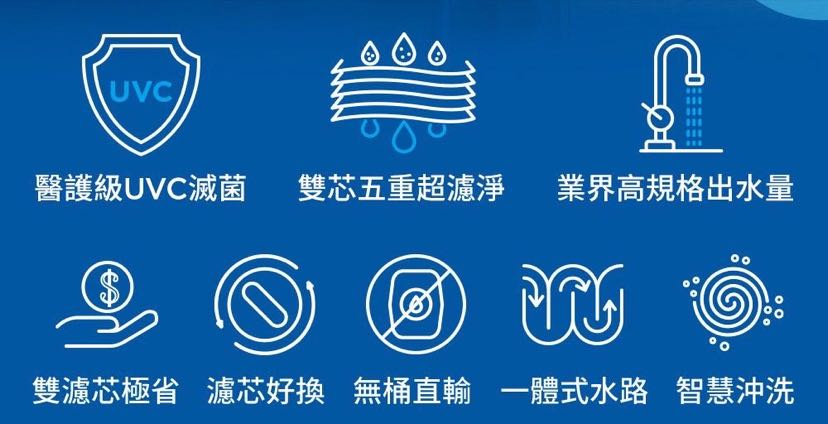 UVC
醫護級UVC滅菌
雙芯五重超濾淨
業界高規格出水量
$
雙濾芯極省
濾芯好換
無桶直輸
一體式水路
智慧沖洗